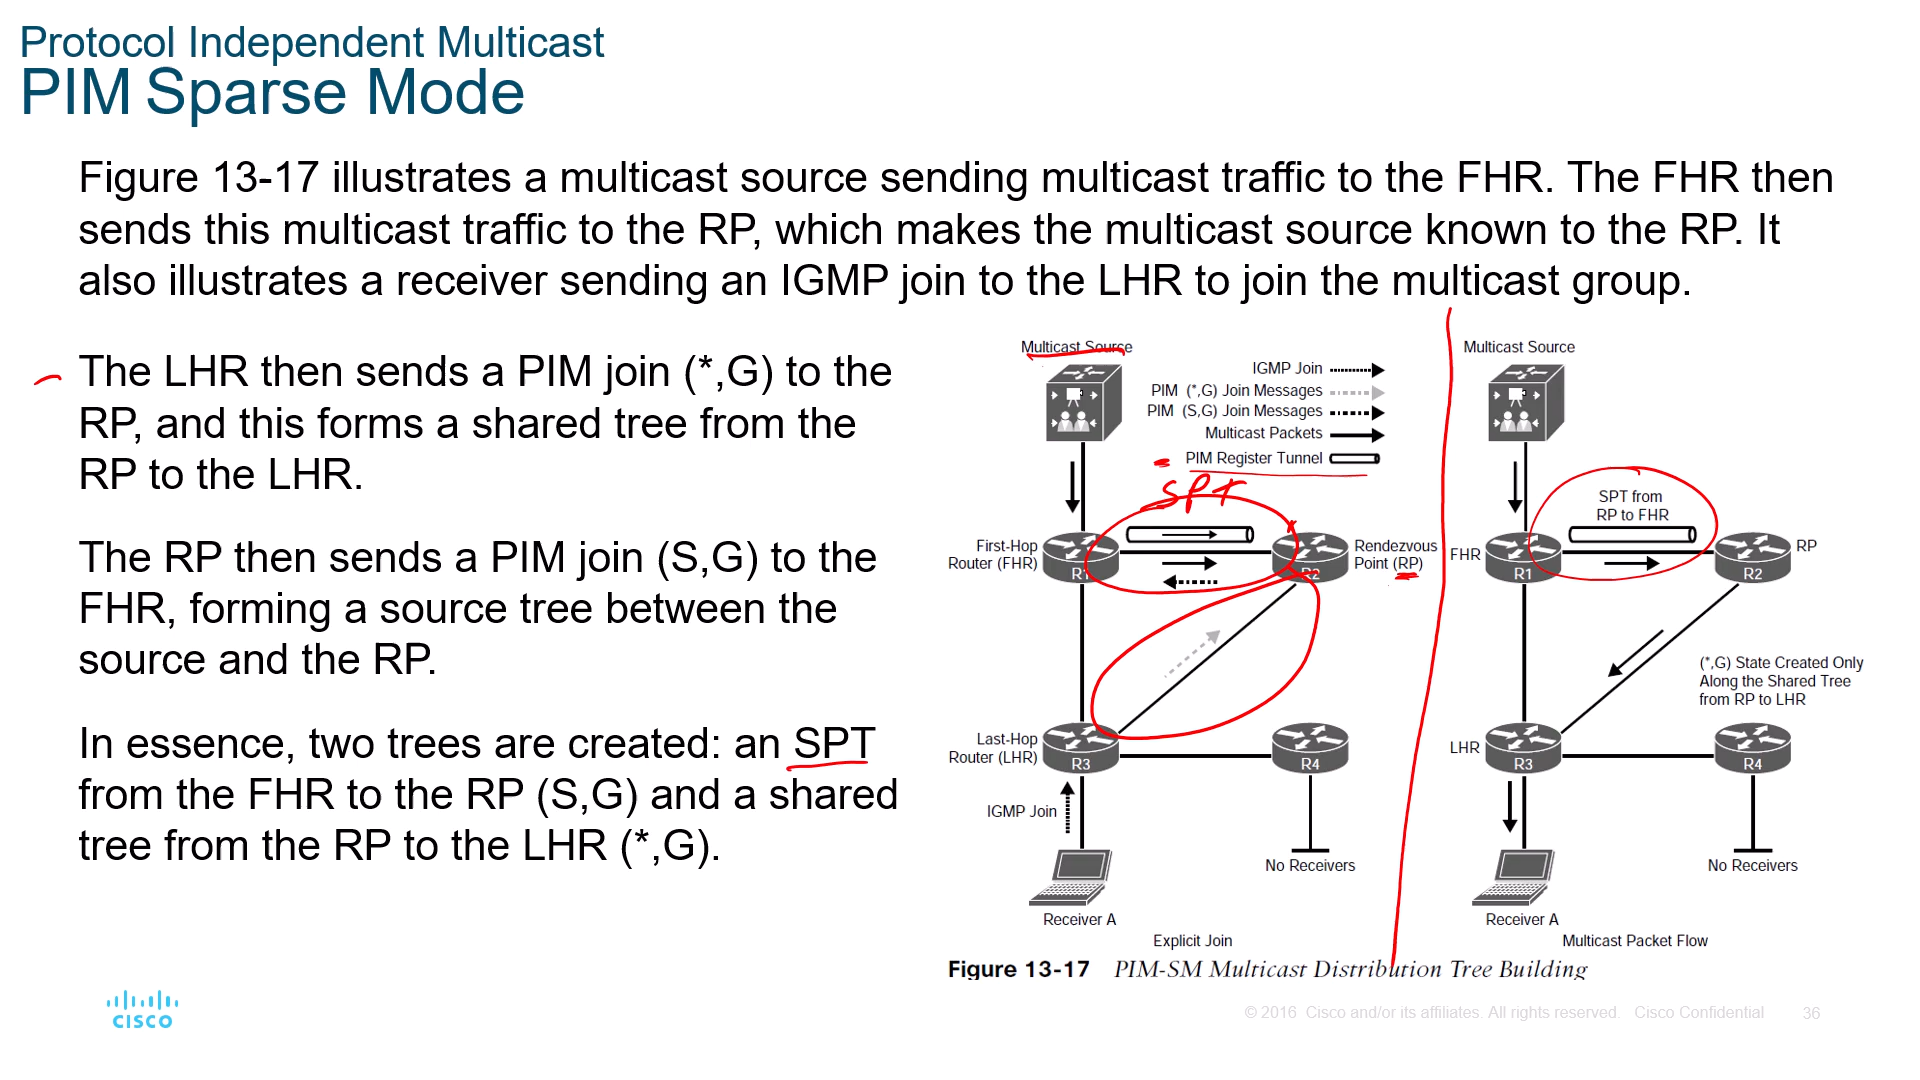 Protocol Independent Multicast
PIM Sparse Mode
Figure 13-17 illustrates a multicast source sending multicast traffic to the FHR. The FHR then
sends this multicast traffic to the RP, which makes the multicast source known to the RP. It
also illustrates a receiver sending an IGMP join to the LHR to join the multicast group.
The LHR then sends a PIM join (*,G) to the
RP, and this forms a shared tree from the
RP to the LHR.
The RP then sends a PIM join (S,G) to the
FHR, forming a source tree between the
source and the RP.
In essence, two trees are created: an SPT
from the FHR to the RP (S,G) and a shared
tree from the RP to the LHR (*,G).
Multicast Source
IGMP Join
PIM (*,G) Join Messages
PIM (S,G) Join Messages
Multicast Packets
PIM Register Tunnel
SPT
First-Hop
Router (FHR)
R1
R2
Rendezvous
Point (RP)
Last-Hop
Router (LHR)
R3
R4
IGMP Join
No Receivers
Receiver A
Explicit Join
Multicast Source
SPT from
RP to FHR
FHR
R1
R2
RP
(*,G) State Created Only
Along the Shared Tree
from RP to LHR
LHR
R3
R4
No Receivers
Receiver A
Multicast Packet Flow
Figure 13-17 PIM-SM Multicast Distribution Tree Building
CISCO
© 2016 Cisco and/or its affiliates. All rights reserved. Cisco Confidential
36